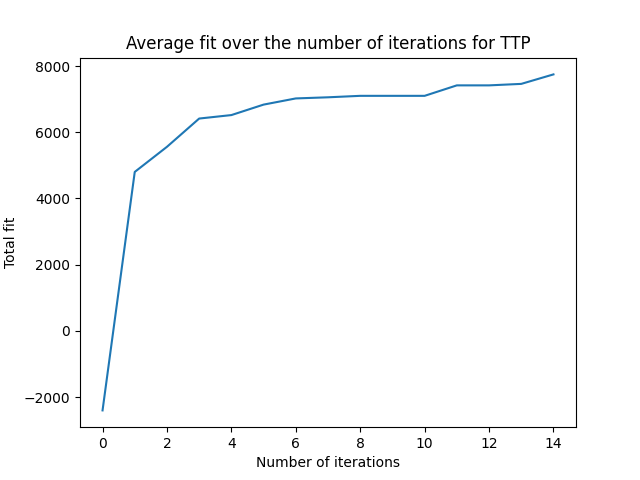 Average fit over the number of iterations for TTP
8000
6000
4000
2000
0
−2000
Total fit
0 2 4 6 8 10 12 14
Number of iterations